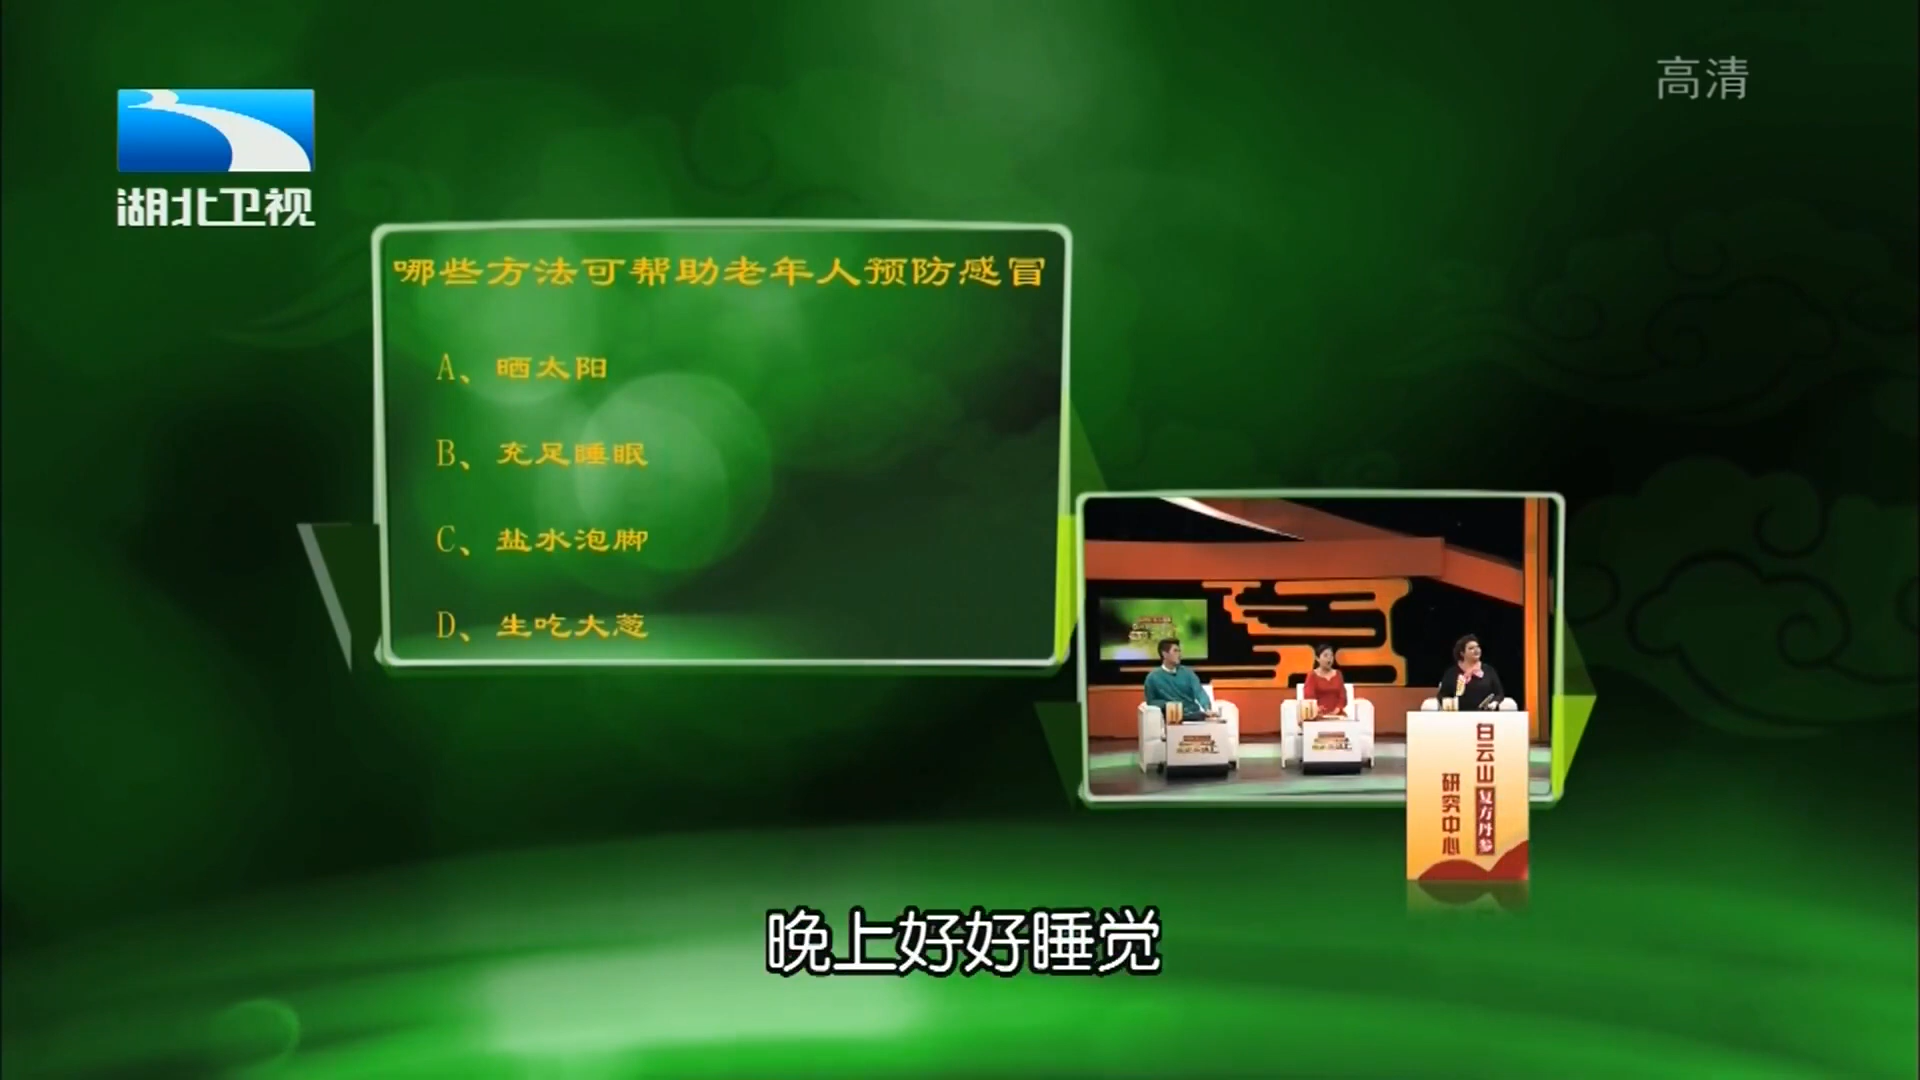 高清
湖北卫视
哪些方法可帮助老年人预防感冒
A、晒太阳
B、充足睡眠
C、盐水泡脚
D、生吃大葱
白云山复方丹参
研究中心
晚上好好睡觉